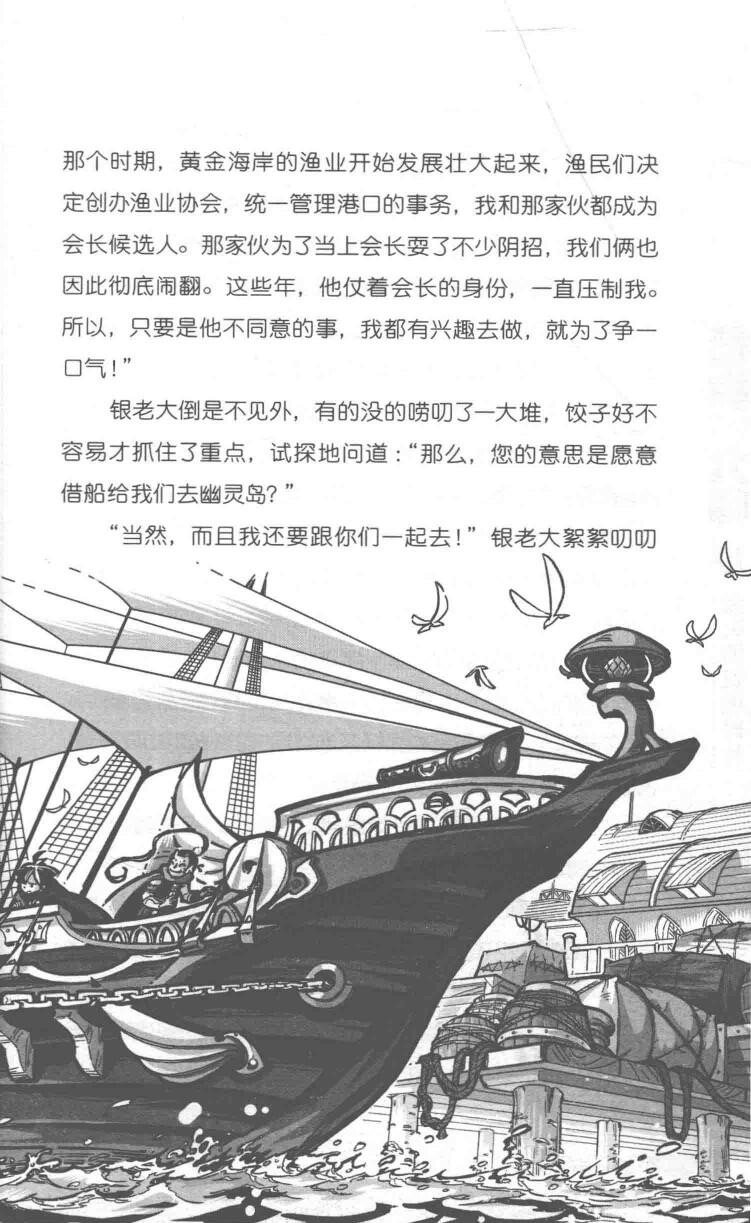 那个时期，黄金海岸的渔业开始发展壮大起来，渔民们决
定创办渔业协会，统一管理港口的事务，我和那家伙都成为
会长候选人。那家伙为了当上会长耍了不少阴招，我们俩也
因此彻底闹翻。这些年，他仗着会长的身份，一直压制我。
所以，只要是他不同意的事，我都有兴趣去做，就为了争一
口气！”
银老大倒是不见外，有的没的唠叨了一大堆，饺子好不
容易才抓住了重点，试探地问道：“那么，您的意思是愿意
借船给我们去幽灵岛？”
“当然，而且我还要跟你们一起去！”银老大絮絮叨叨